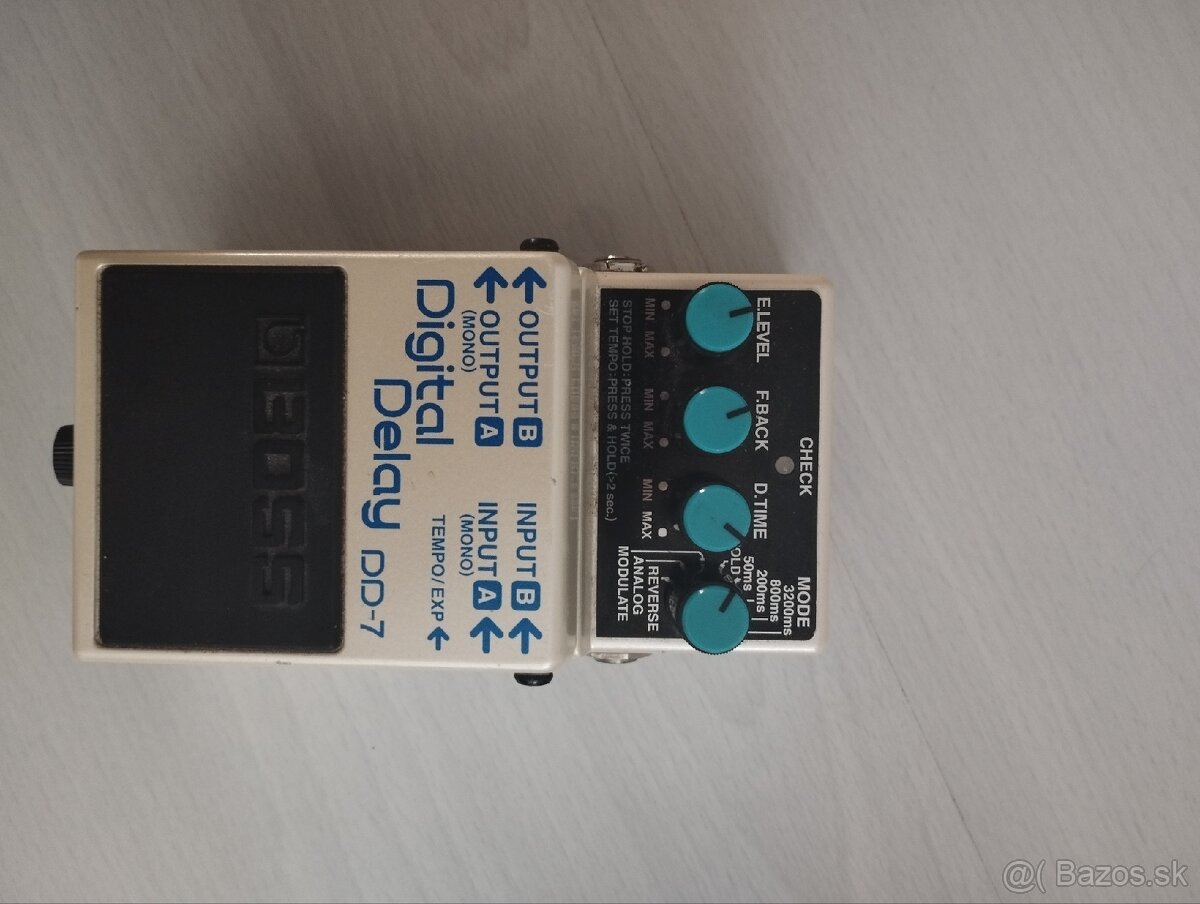 CHECK
MODE
E.LEVEL
F.BACK
D.TIME
3200ms
800ms
200ms
50ms
OLD
MIN MAX
MIN MAX
MIN MAX
REVERSE
ANALOG
MODULATE
STOP HOLD:PRESS TWICE
SET TEMPO:PRESS & HOLD(>2 sec.)
OUTPUT B
INPUT B
OUTPUT A
(MONO)
INPUT A
(MONO)
TEMPO/EXP
Digital
Delay DD-7
BOSS
@( Bazos.sk